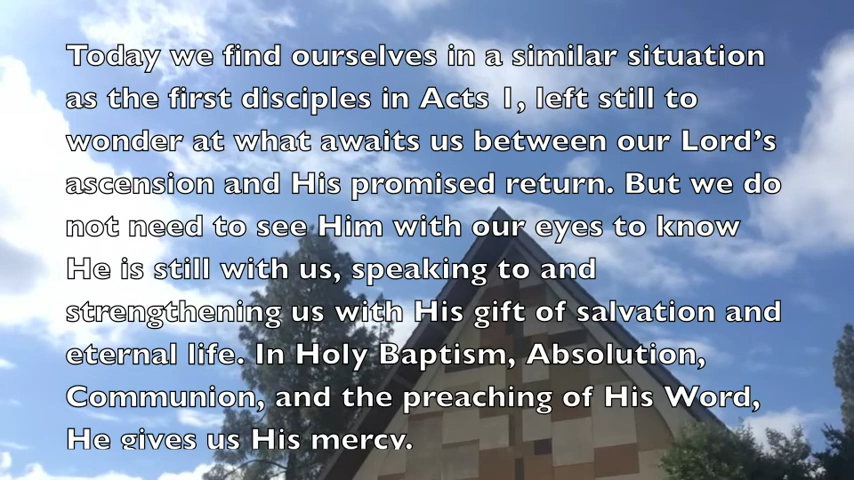 Today we find ourselves in a similar situation
as the first disciples in Acts 1, left still to
wonder at what awaits us between our Lord’s
ascension and His promised return. But we do
not need to see Him with our eyes to know
He is still with us, speaking to and
strengthening us with His gift of salvation and
eternal life. In Holy Baptism, Absolution,
Communion, and the preaching of His Word,
He gives us His mercy.